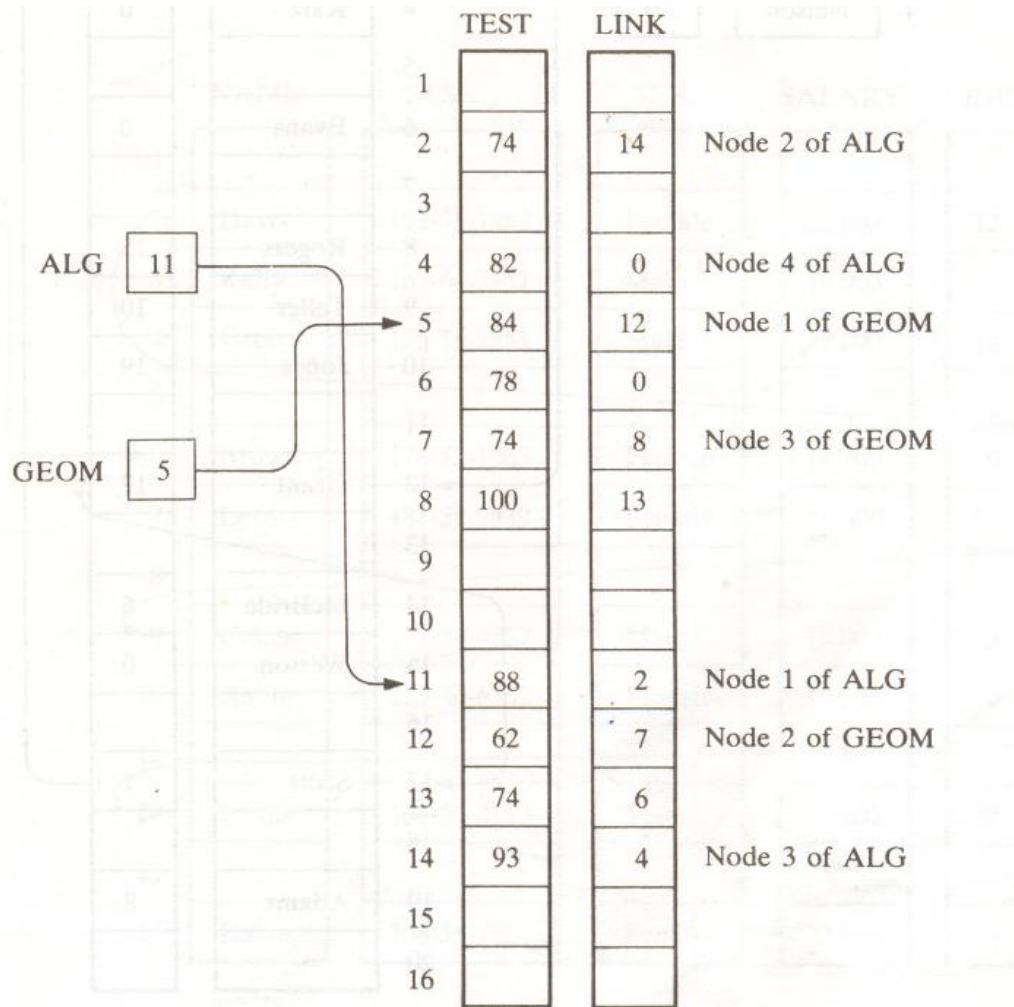 TEST LINK
1
2 74 14 Node 2 of ALG
3
ALG 11
4 82 0 Node 4 of ALG
5 84 12 Node 1 of GEOM
6 78 0
7 74 8 Node 3 of GEOM
GEOM 5
8 100 13
9
10
11 88 2 Node 1 of ALG
12 62 7 Node 2 of GEOM
13 74 6
14 93 4 Node 3 of ALG
15
16